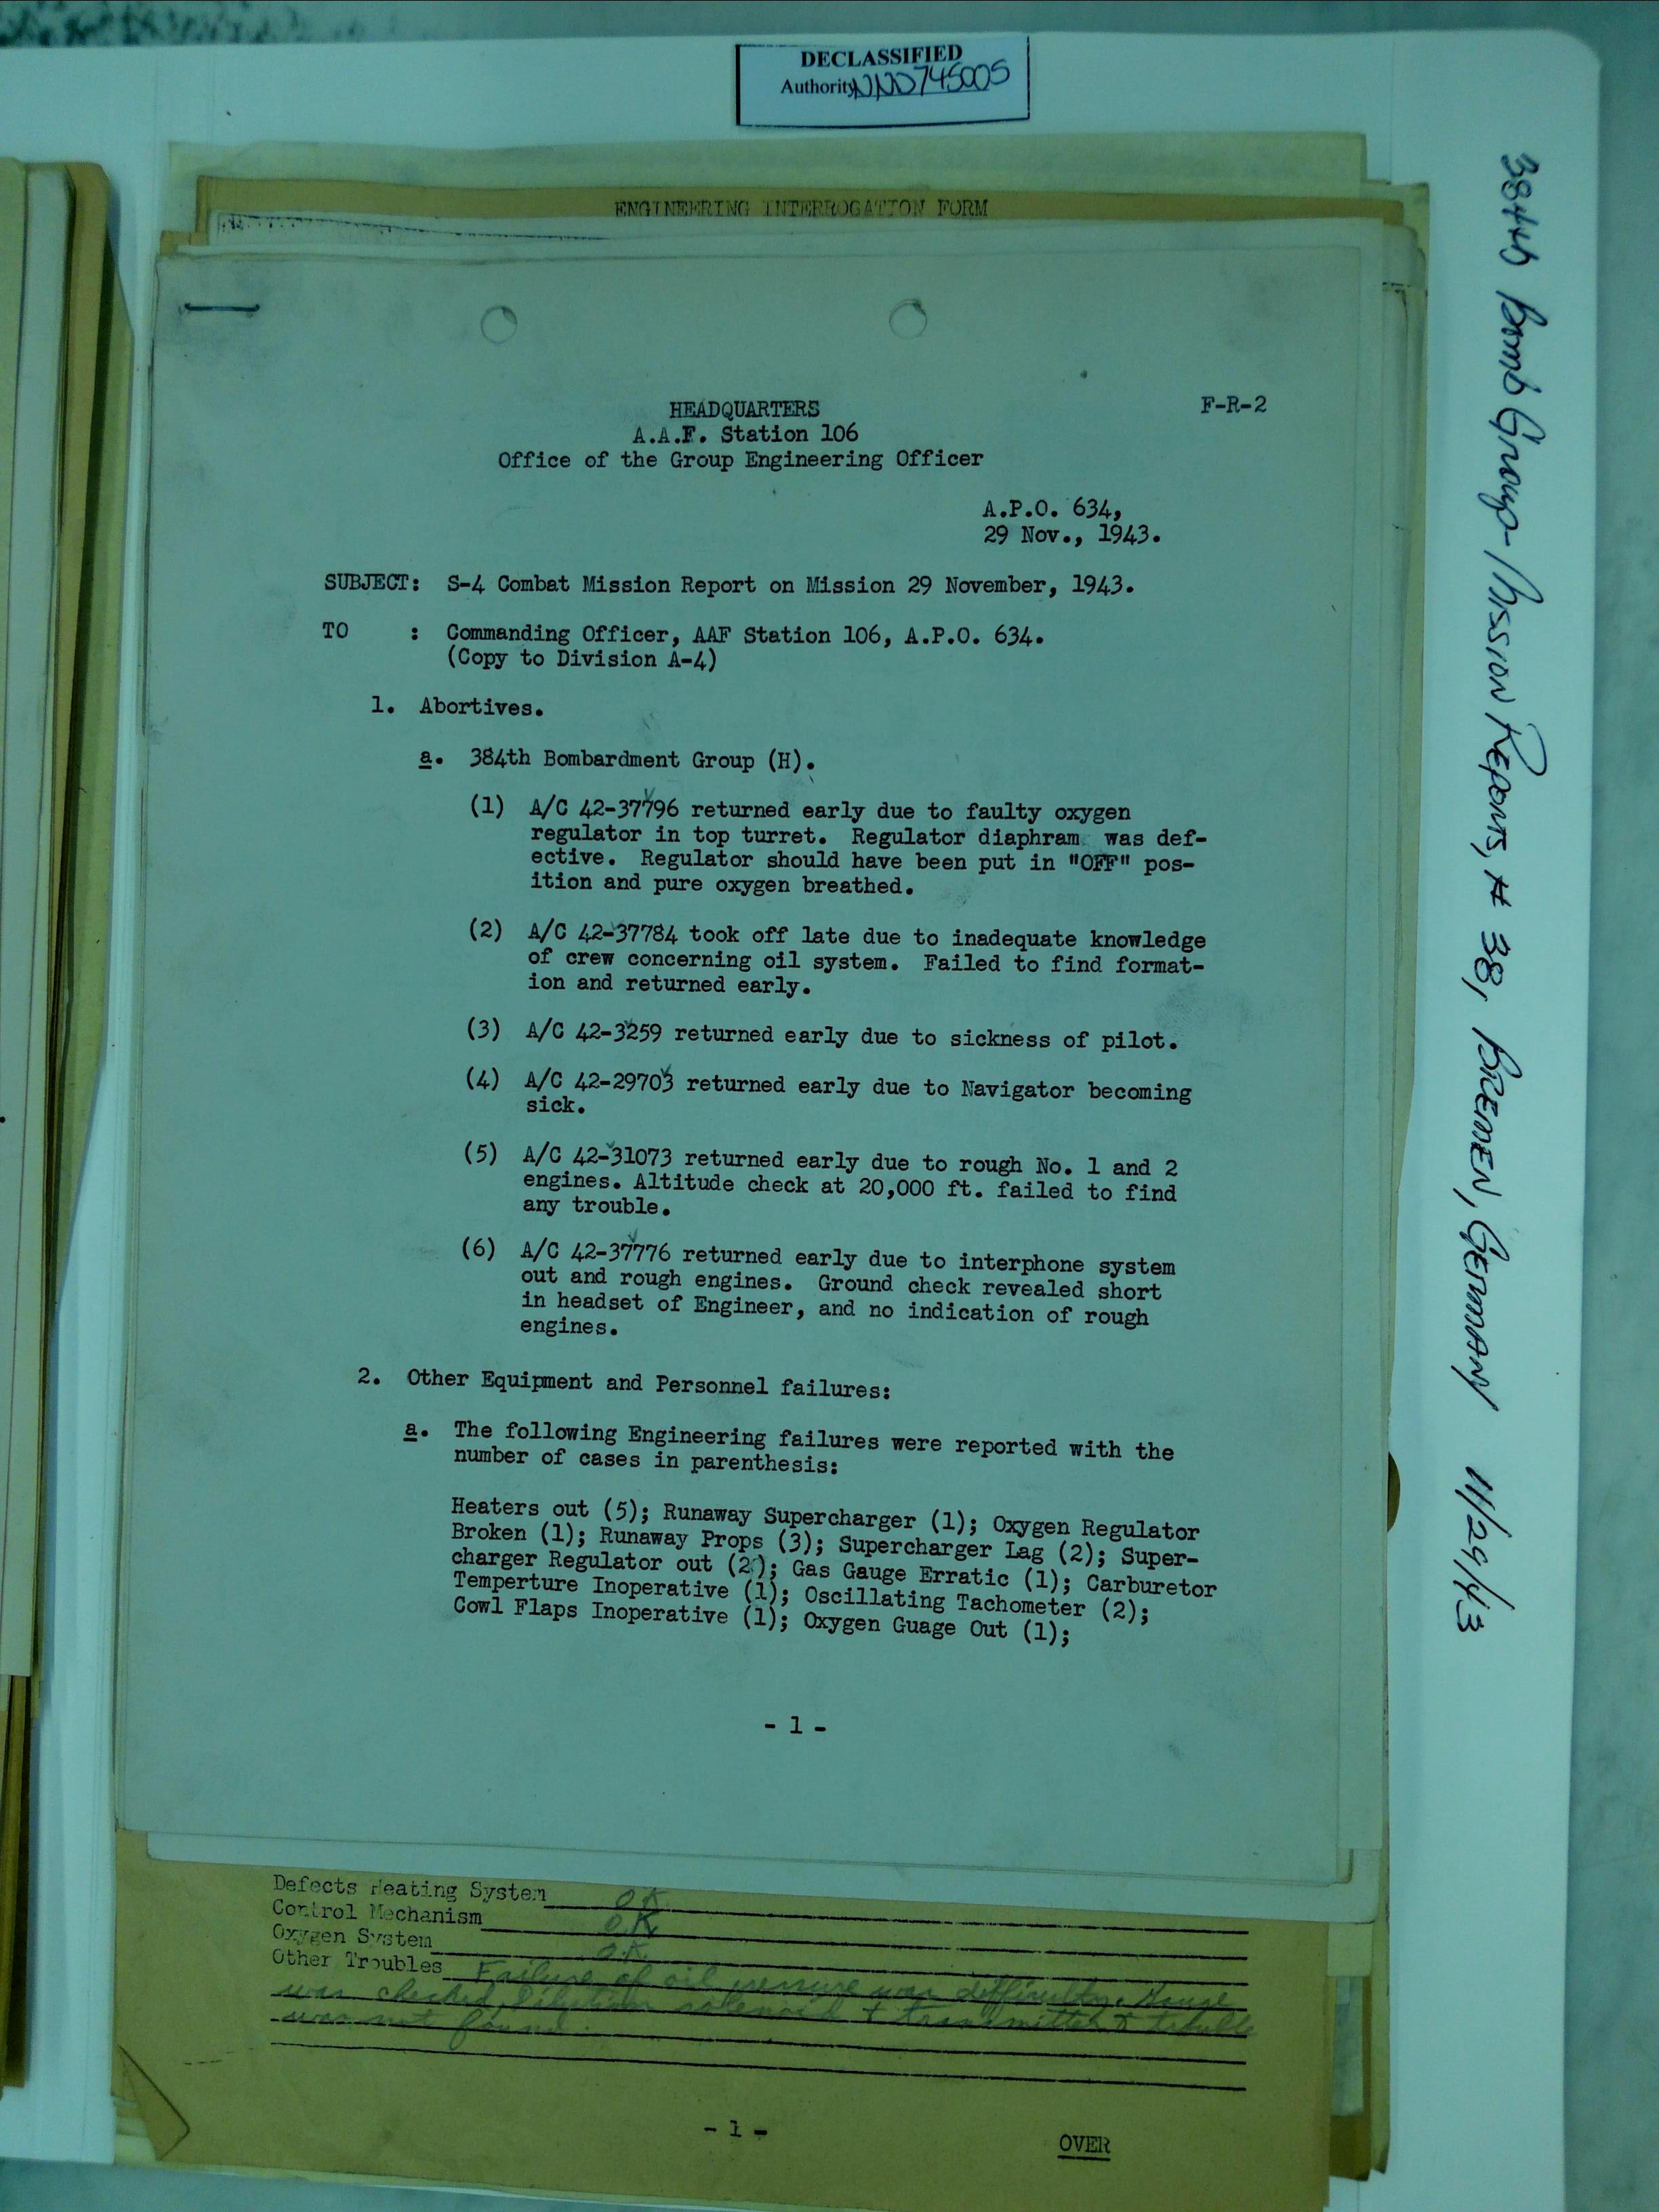 DECLASSIFIED
Authority NND745005
ENGINEERING INTERROGATION FORM
HEADQUARTERS
F-R-2
A.A.F. Station 106
Office of the Group Engineering Officer
A.P.O. 634,
29 Nov., 1943.
SUBJECT: S-4 Combat Mission Report on Mission 29 November, 1943.
TO : Commanding Officer, AAF Station 106, A.P.O. 634.
(Copy to Division A-4)
1. Abortives.
a. 384th Bombardment Group (H).
(1) A/C 42-37796 returned early due to faulty oxygen
regulator in top turret. Regulator diaphram was def-
ective. Regulator should have been put in "OFF" pos-
ition and pure oxygen breathed.
(2) A/C 42-37784 took off late due to inadequate knowledge
of crew concerning oil system. Failed to find format-
ion and returned early.
(3) A/C 42-3259 returned early due to sickness of pilot.
(4) A/C 42-29703 returned early due to Navigator becoming
sick.
(5) A/C 42-31073 returned early due to rough No. 1 and 2
engines. Altitude check at 20,000 ft. failed to find
any trouble.
(6) A/C 42-37776 returned early due to interphone system
out and rough engines. Ground check revealed short
in headset of Engineer, and no indication of rough
engines.
2. Other Equipment and Personnel failures:
a. The following Engineering failures were reported with the
number of cases in parenthesis:
Heaters out (5); Runaway Supercharger (1); Oxygen Regulator
Broken (1); Runaway Props (3); Supercharger Lag (2); Super-
charger Regulator out (2); Gas Gauge Erratic (1); Carburetor
Temperture Inoperative (1); Oscillating Tachometer (2);
Cowl Flaps Inoperative (1); Oxygen Guage Out (1);
- 1 -
Defects Heating System OK
Control Mechanism O.K
Oxygen System O.K.
Other Troubles Failure of oil pressure was difficulty.
was checked, dilution solenoid & transmitter &
was not found.
- 1 -
OVER
384th Bomb Group - Mission Reports, # 38, BREMEN, GERMANY 11/29/43